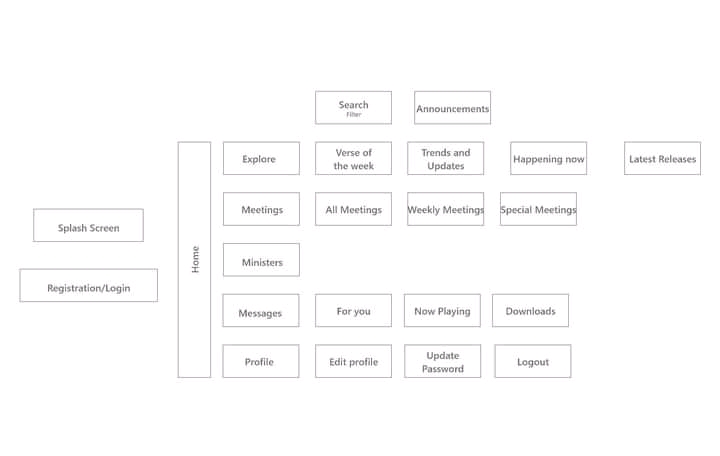 Search
Filter
Announcements
Explore
Verse of
the week
Trends and
Updates
Happening now
Latest Releases
Meetings
All Meetings
Weekly Meetings
Special Meetings
Splash Screen
Home
Ministers
Registration/Login
Messages
For you
Now Playing
Downloads
Profile
Edit profile
Update
Password
Logout